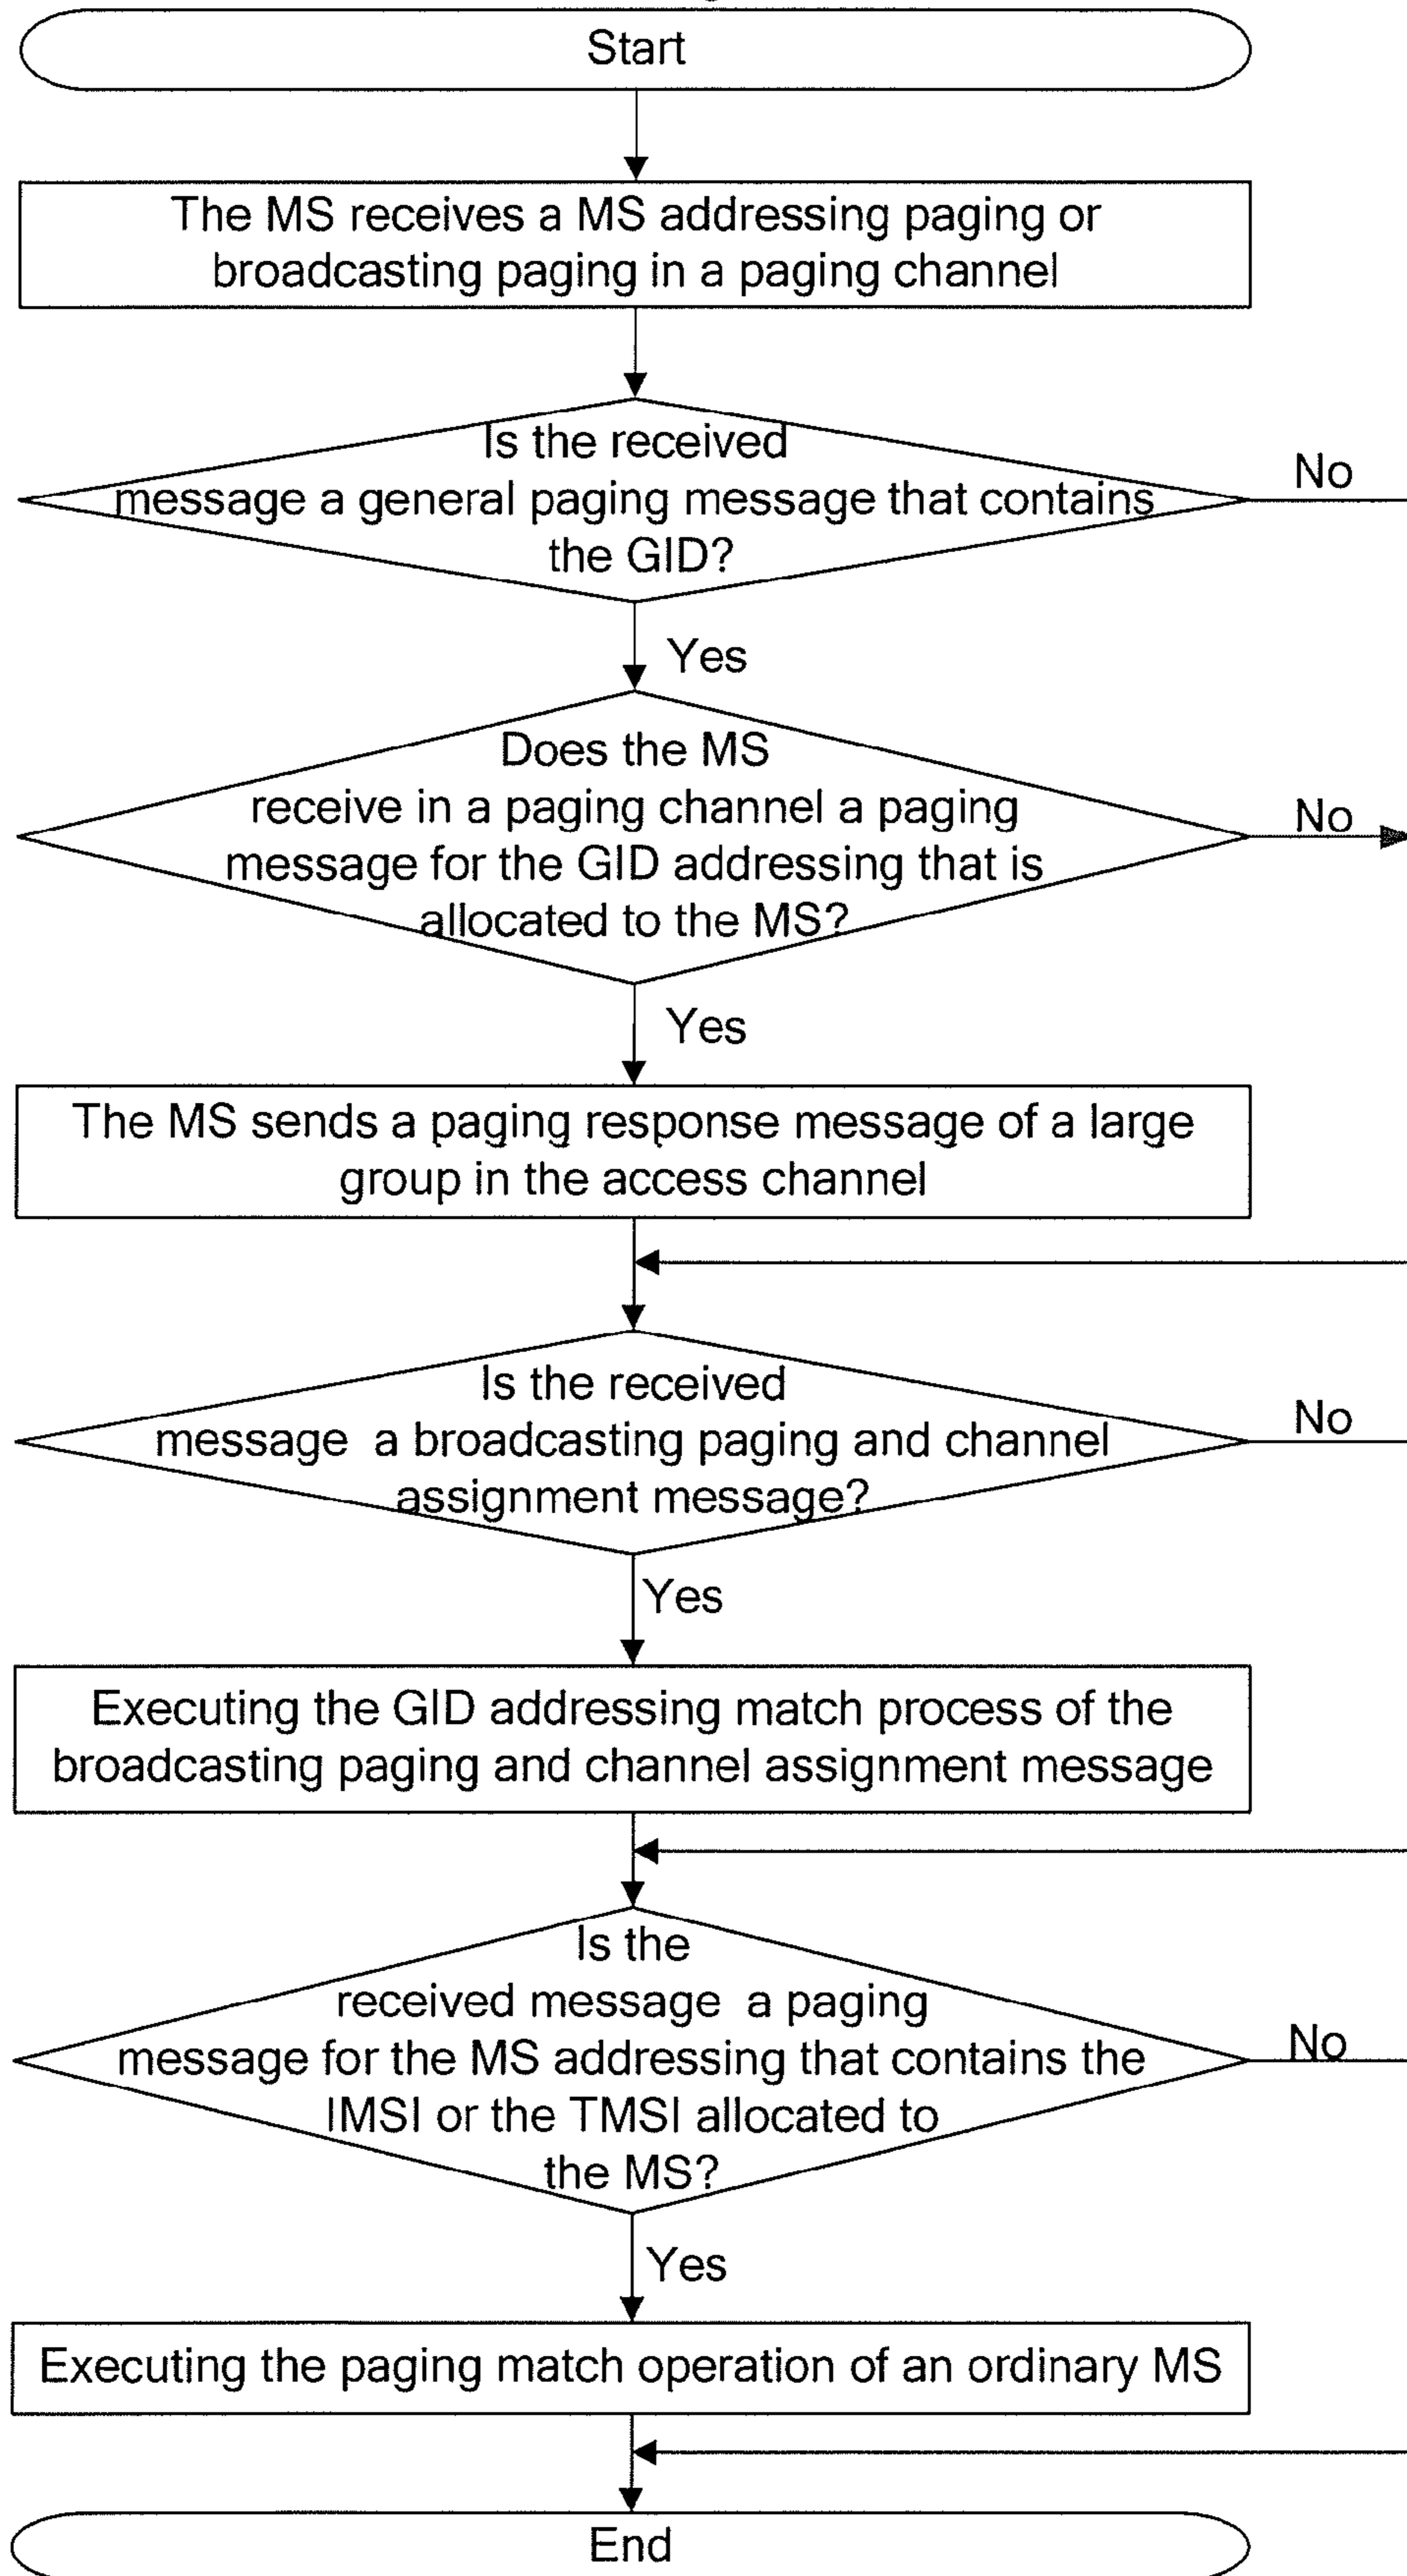 Start
The MS receives a MS addressing paging or
broadcasting paging in a paging channel
Is the received
message a general paging message that contains
the GID?
No
Yes
Does the MS
receive in a paging channel a paging
message for the GID addressing that is
allocated to the MS?
No
Yes
The MS sends a paging response message of a large
group in the access channel
Is the received
message a broadcasting paging and channel
assignment message?
No
Yes
Executing the GID addressing match process of the
broadcasting paging and channel assignment message
Is the
received message a paging
message for the MS addressing that contains the
IMSI or the TMSI allocated to
the MS?
No
Yes
Executing the paging match operation of an ordinary MS
End